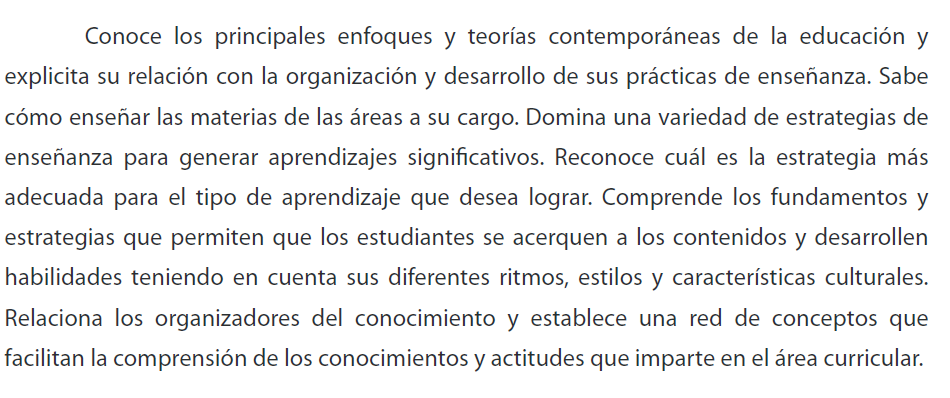 Conoce los principales enfoques y teorías contemporáneas de la educación y
explicita su relación con la organización y desarrollo de sus prácticas de enseñanza. Sabe
cómo enseñar las materias de las áreas a su cargo. Domina una variedad de estrategias de
enseñanza para generar aprendizajes significativos. Reconoce cuál es la estrategia más
adecuada para el tipo de aprendizaje que desea lograr. Comprende los fundamentos y
estrategias que permiten que los estudiantes se acerquen a los contenidos y desarrollen
habilidades teniendo en cuenta sus diferentes ritmos, estilos y características culturales.
Relaciona los organizadores del conocimiento y establece una red de conceptos que
facilitan la comprensión de los conocimientos y actitudes que imparte en el área curricular.